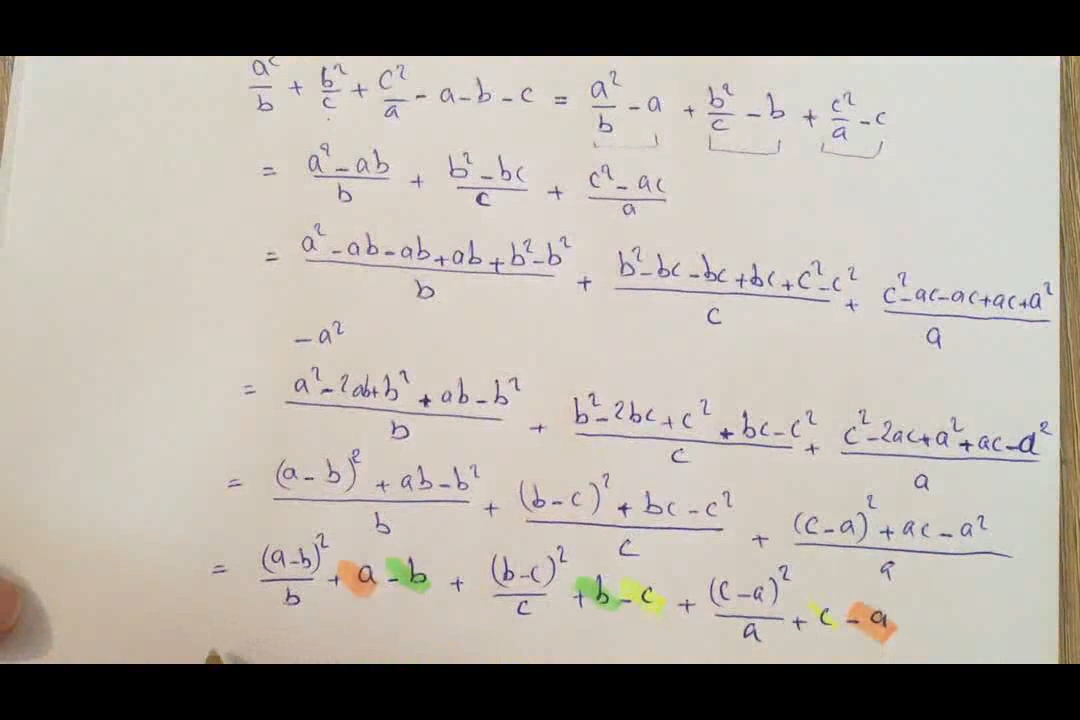 a²/b + b²/c + c²/a - a - b - c = a²/b - a + b²/c - b + c²/a - c
= (a² - ab)/b + (b² - bc)/c + (c² - ac)/a
= (a² - ab - ab + ab + b² - b²)/b + (b² - bc - bc + bc + c² - c²)/c + (c² - ac - ac + ac + a²)/a
- a²
= (a² - 2ab + b² + ab - b²)/b + (b² - 2bc + c² + bc - c²)/c + (c² - 2ac + a² + ac - a²)/a
= ((a - b)² + ab - b²)/b + ((b - c)² + bc - c²)/c + ((c - a)² + ac - a²)/a
= (a - b)²/b + a - b + (b - c)²/c + b - c + (c - a)²/a + c - a